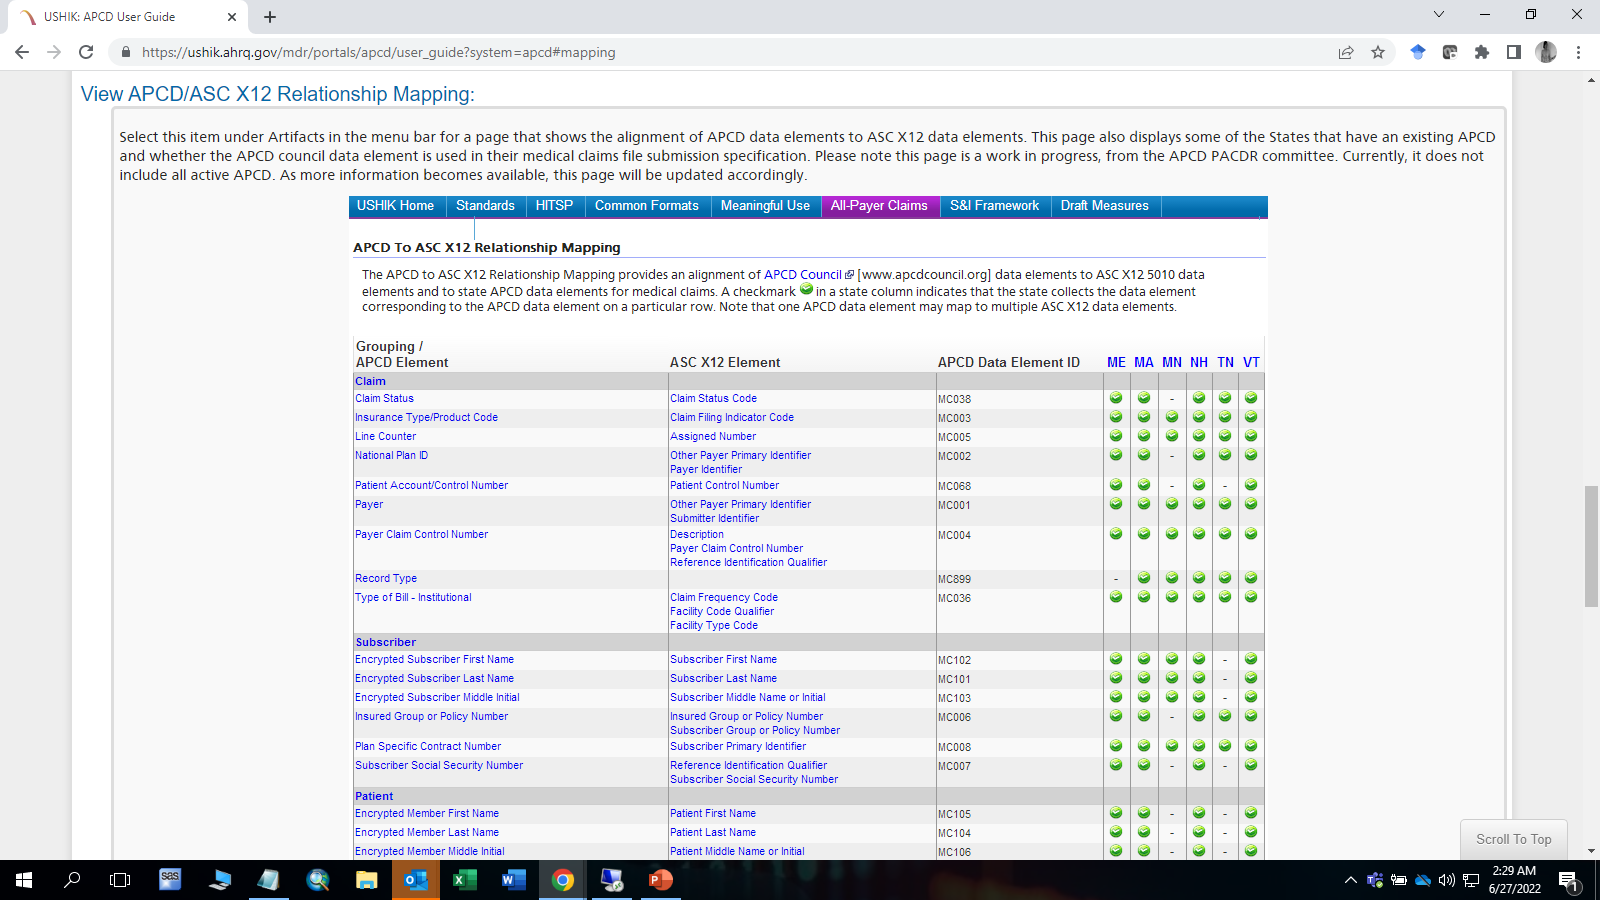 USHIK: APCD User Guide
https://ushik.ahrq.gov/mdr/portals/apcd/user_guide?system=apcd#mapping
View APCD/ASC X12 Relationship Mapping:
Select this item under Artifacts in the menu bar for a page that shows the alignment of APCD data elements to ASC X12 data elements. This page also displays some of the States that have an existing APCD
and whether the APCD council data element is used in their medical claims file submission specification. Please note this page is a work in progress, from the APCD PACDR committee. Currently, it does not
include all active APCD. As more information becomes available, this page will be updated accordingly.
USHIK Home Standards HITSP Common Formats Meaningful Use All-Payer Claims S&I Framework Draft Measures
APCD To ASC X12 Relationship Mapping
The APCD to ASC X12 Relationship Mapping provides an alignment of APCD Council [www.apcdcouncil.org] data elements to ASC X12 5010 data
elements and to state APCD data elements for medical claims. A checkmark in a state column indicates that the state collects the data element
corresponding to the APCD data element on a particular row. Note that one APCD data element may map to multiple ASC X12 data elements.
Grouping /
APCD Element ASC X12 Element APCD Data Element ID ME MA MN NH TN VT
Claim
Claim Status Claim Status Code MC038 -
Insurance Type/Product Code Claim Filing Indicator Code MC003
Line Counter Assigned Number MC005
National Plan ID Other Payer Primary Identifier MC002 -
Payer Identifier
Patient Account/Control Number Patient Control Number MC068 - -
Payer Other Payer Primary Identifier MC001
Submitter Identifier
Payer Claim Control Number Description MC004
Payer Claim Control Number
Reference Identification Qualifier
Record Type MC899 -
Type of Bill - Institutional Claim Frequency Code MC036
Facility Code Qualifier
Facility Type Code
Subscriber
Encrypted Subscriber First Name Subscriber First Name MC102 -
Encrypted Subscriber Last Name Subscriber Last Name MC101 -
Encrypted Subscriber Middle Initial Subscriber Middle Name or Initial MC103 -
Insured Group or Policy Number Insured Group or Policy Number MC006 -
Subscriber Group or Policy Number
Plan Specific Contract Number Subscriber Primary Identifier MC008
Subscriber Social Security Number Reference Identification Qualifier MC007 - -
Subscriber Social Security Number
Patient
Encrypted Member First Name Patient First Name MC105 - -
Encrypted Member Last Name Patient Last Name MC104 - -
Encrypted Member Middle Initial Patient Middle Name or Initial MC106 - -
Scroll To Top
2:29 AM
6/27/2022
1